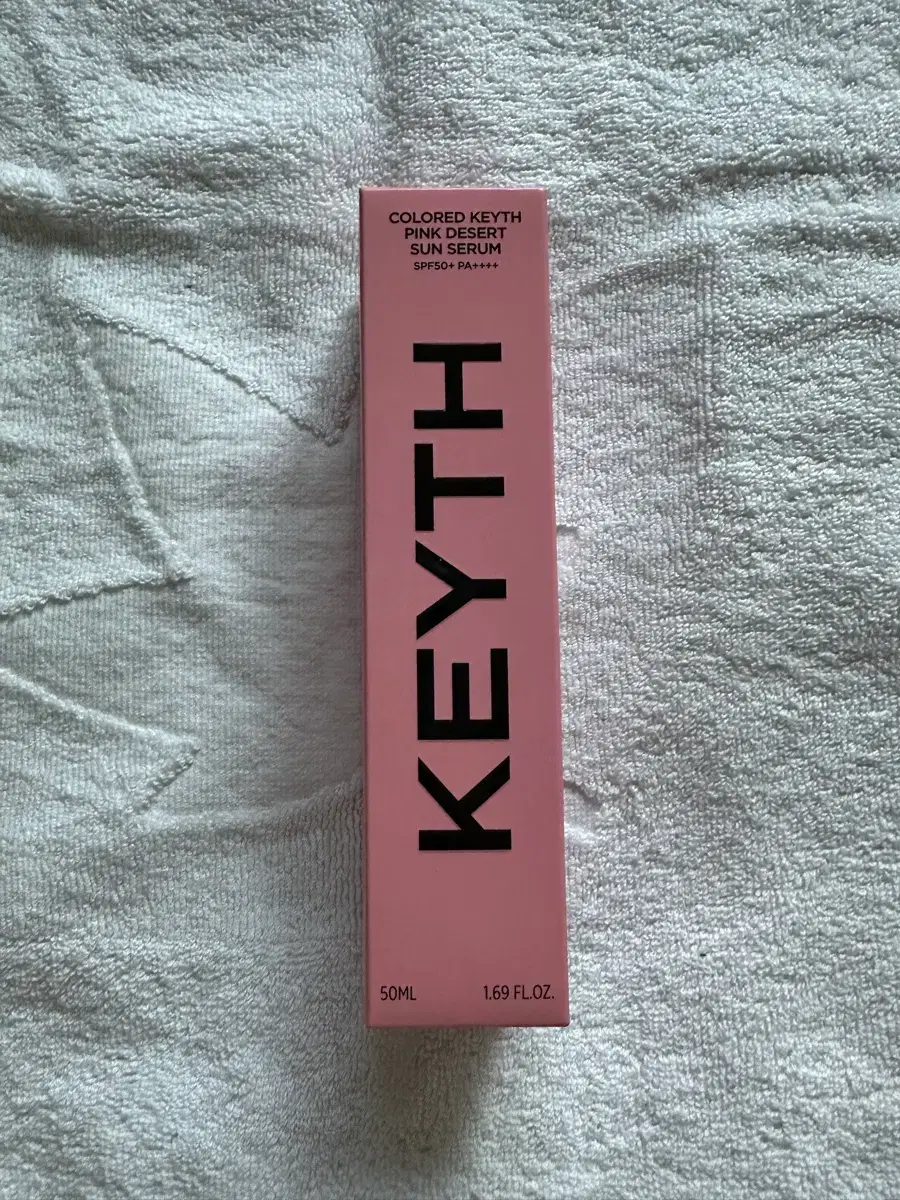 COLORED KEYTH
PINK DESERT
SUN SERUM
SPF50+ PA++++
KEYTH
50ML
1.69 FL.OZ.